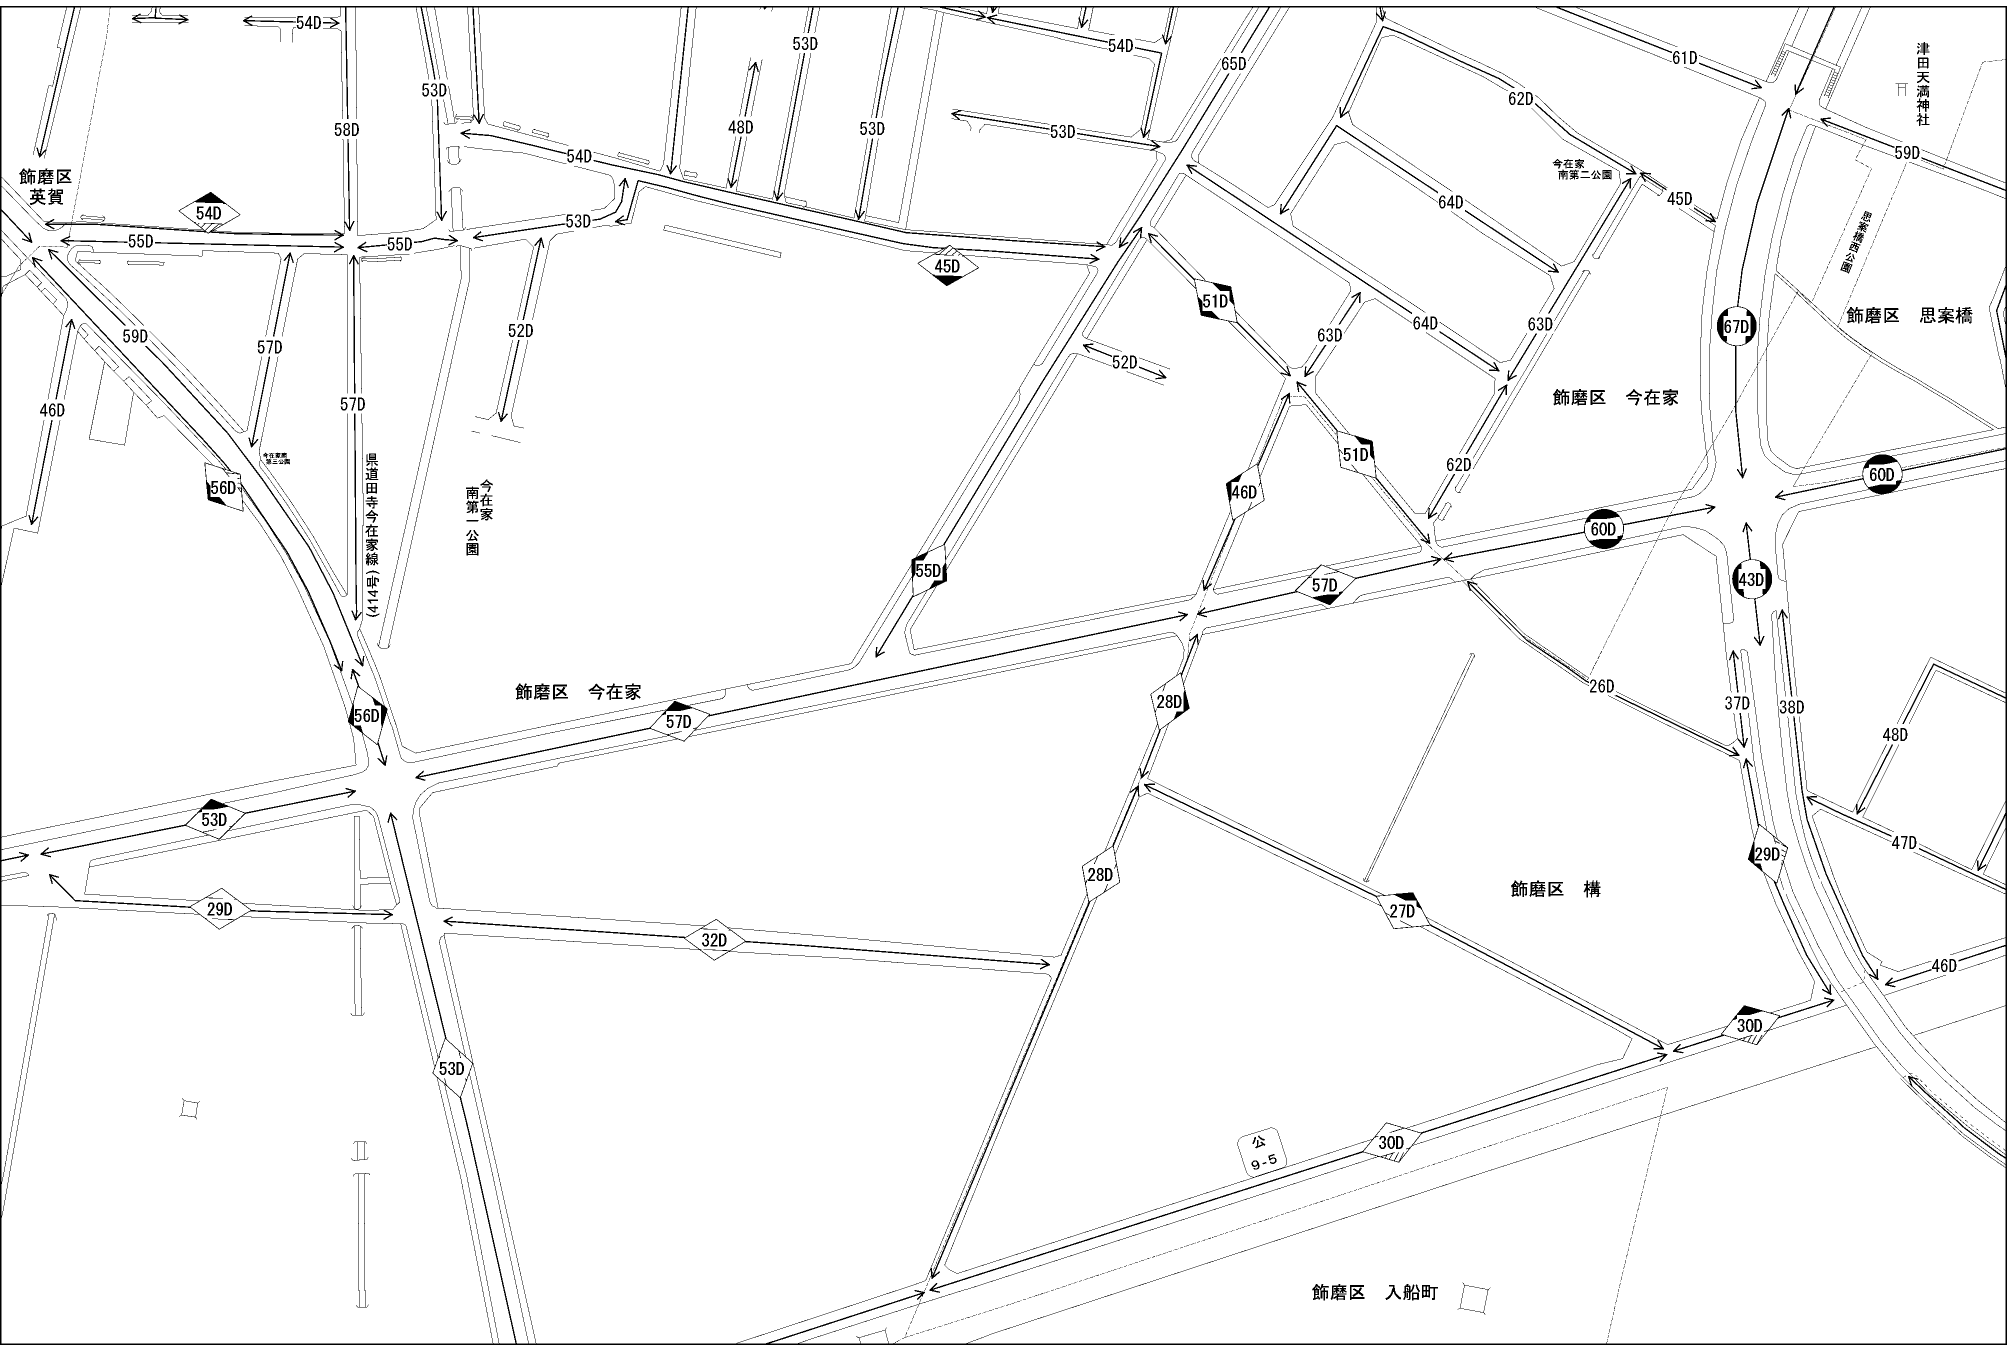 54D
53D
54D
61D
65D
53D
62D
津田天満神社
58D
48D
53D
53D
54D
59D
飾磨区
英賀
今在家
南第二公園
45D
64D
54D
53D
思案橋西公園
55D
55D
45D
51D
52D
飾磨区 思案橋
67D
64D
63D
63D
59D
57D
52D
46D
57D
飾磨区 今在家
今在家南
第三公園
県道田寺今在家線
(414号)
今在家
南第一公園
51D
62D
60D
56D
46D
60D
55D
57D
43D
飾磨区 今在家
26D
28D
37D
38D
56D
57D
48D
53D
47D
29D
28D
飾磨区 構
29D
27D
32D
46D
30D
53D
公
9-5
30D
飾磨区 入船町